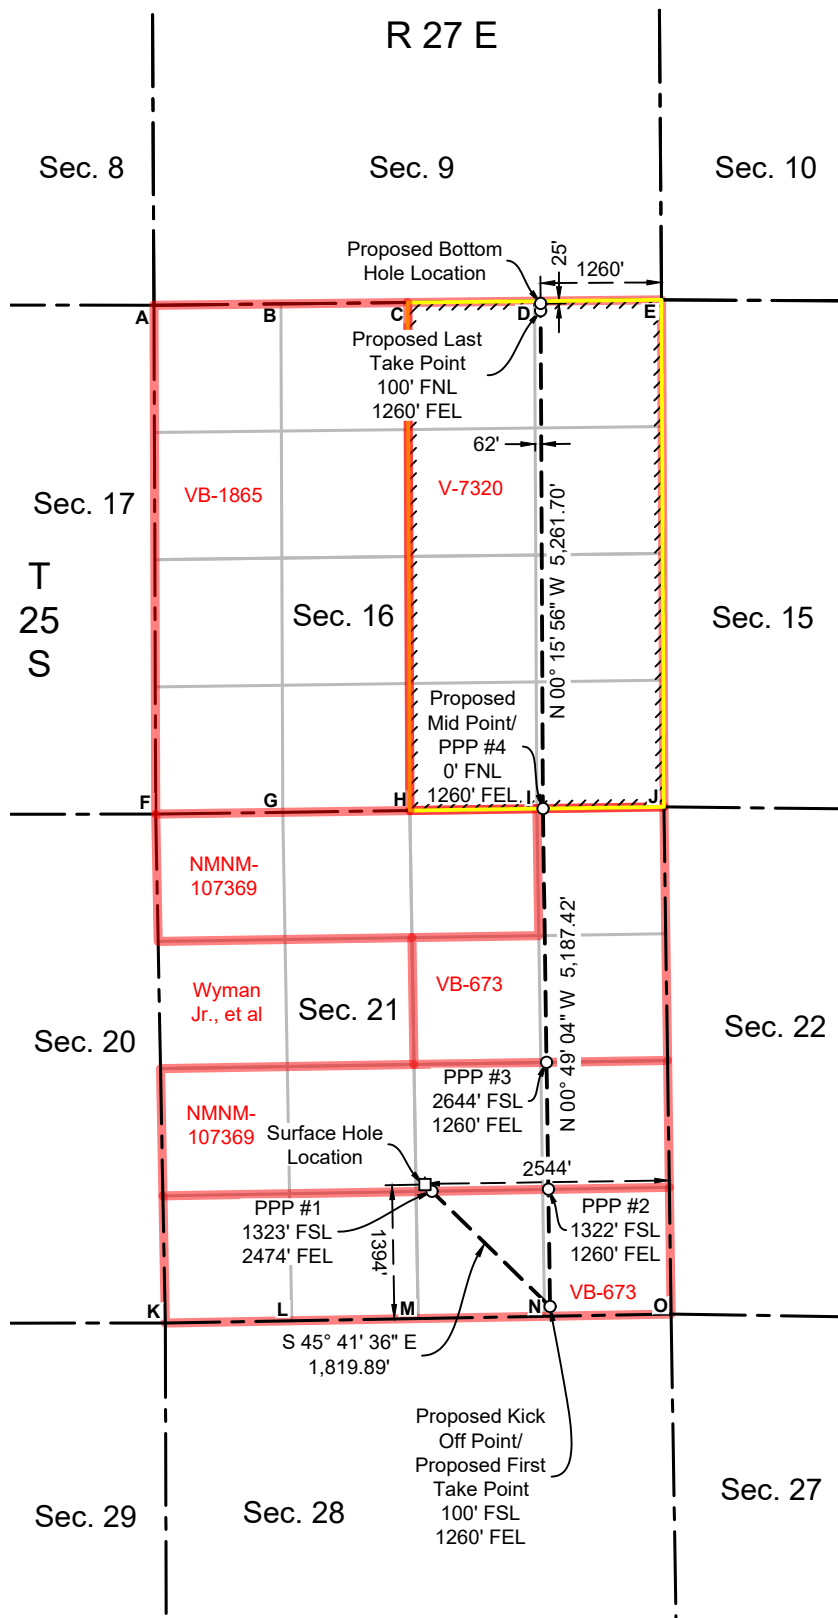 R 27 E
Sec. 8
Sec. 9
Sec. 10
Proposed Bottom
Hole Location
25'
1260'
A
B
C
D
E
Proposed Last
Take Point
100' FNL
1260' FEL
62'
VB-1865
V-7320
Sec. 17
T
25
S
Sec. 16
Sec. 15
N 00° 15' 56" W 5,261.70'
Proposed
Mid Point/
PPP #4
0' FNL
1260' FEL
F
G
H
I
J
NMNM-
107369
Wyman
Jr., et al
Sec. 21
VB-673
N 00° 49' 04" W 5,187.42'
Sec. 20
Sec. 22
PPP #3
2644' FSL
1260' FEL
NMNM-
107369
Surface Hole
Location
2544'
PPP #1
1323' FSL
2474' FEL
1394'
PPP #2
1322' FSL
1260' FEL
VB-673
K
L
M
N
O
S 45° 41' 36" E
1,819.89'
Proposed Kick
Off Point/
Proposed First
Take Point
100' FSL
1260' FEL
Sec. 29
Sec. 28
Sec. 27